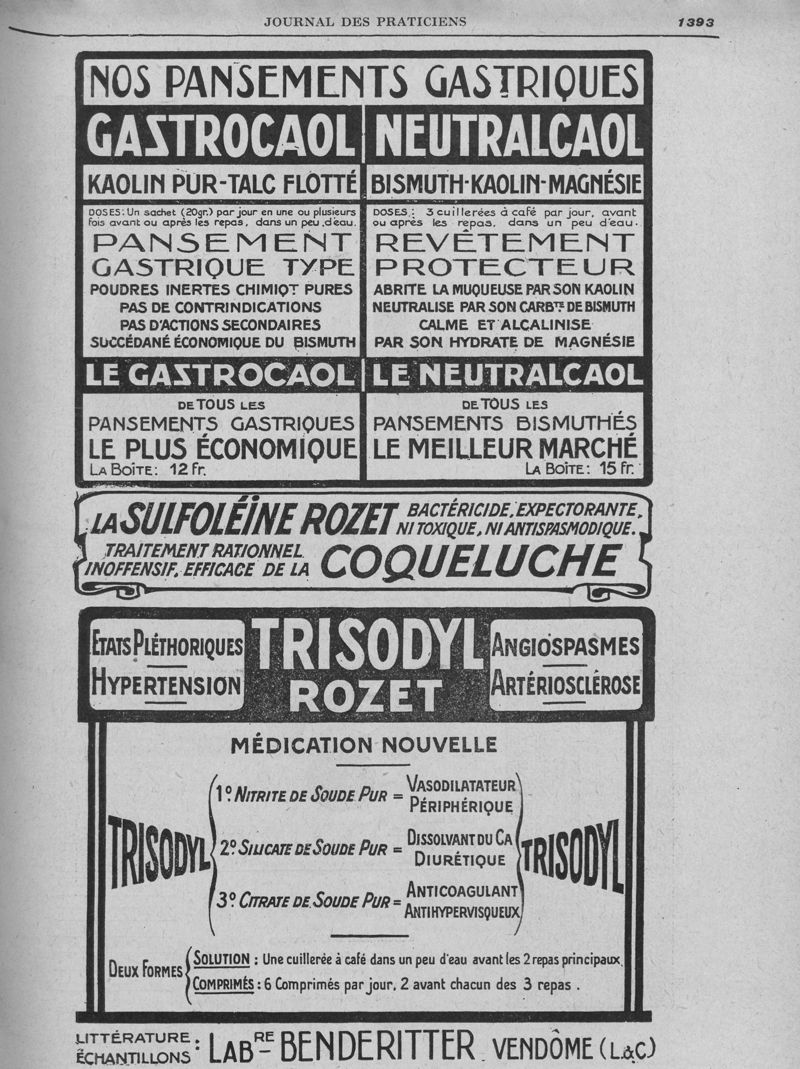 JOURNAL DES PRATICIENS
1393
NOS PANSEMENTS GASTRIQUES
GASTROCAOL
KAOLIN PUR-TALC FLOTTÉ
DOSES: Un sachet (20gr.) par jour en une ou plusieurs
fois avant ou après les repas, dans un peu d'eau.
PANSEMENT
GASTRIQUE TYPE
POUDRES INERTES CHIMIQT PURES
PAS DE CONTRINDICATIONS
PAS D'ACTIONS SECONDAIRES
SUCCÉDANÉ ÉCONOMIQUE DU BISMUTH
LE GASTROCAOL
DE TOUS LES
PANSEMENTS GASTRIQUES
LE PLUS ÉCONOMIQUE
LA BOÎTE: 12 Fr.
NEUTRALCAOL
BISMUTH-KAOLIN-MAGNÉSIE
DOSES: 3 cuillerées à café par jour, avant
ou après les repas, dans un peu d'eau.
REVÊTEMENT
PROTECTEUR
ABRITE LA MUQUEUSE PAR SON KAOLIN
NEUTRALISE PAR SON CARBTE DE BISMUTH
CALME ET ALCALINISE
PAR SON HYDRATE DE MAGNÉSIE
LE NEUTRALCAOL
DE TOUS LES
PANSEMENTS BISMUTHÉS
LE MEILLEUR MARCHÉ
LA BOÎTE: 15 Fr.
LA SULFOLÉINE ROZET BACTÉRICIDE, EXPECTORANTE,
NI TOXIQUE, NI ANTISPASMODIQUE.
TRAITEMENT RATIONNEL
INOFFENSIF, EFFICACE DE LA COQUELUCHE
ETATS PLÉTHORIQUES
HYPERTENSION
TRISODYL
ROZET
ANGIOSPASMES
ARTÉRIOSCLÉROSE
MÉDICATION NOUVELLE
TRISODYL
1º. NITRITE DE SOUDE PUR = VASODILATATEUR
PÉRIPHÉRIQUE
2º. SILICATE DE SOUDE PUR = DISSOLVANT DU CA
DIURÉTIQUE
3º. CITRATE DE SOUDE PUR = ANTICOAGULANT
ANTIHYPERVISQUEUX
TRISODYL
DEUX FORMES
SOLUTION : Une cuillerée à café dans un peu d'eau avant les 2 repas principaux.
COMPRIMÉS : 6 Comprimés par jour, 2 avant chacun des 3 repas.
LITTÉRATURE :
ÉCHANTILLONS : LABRE BENDERITTER. VENDÔME (L&C)